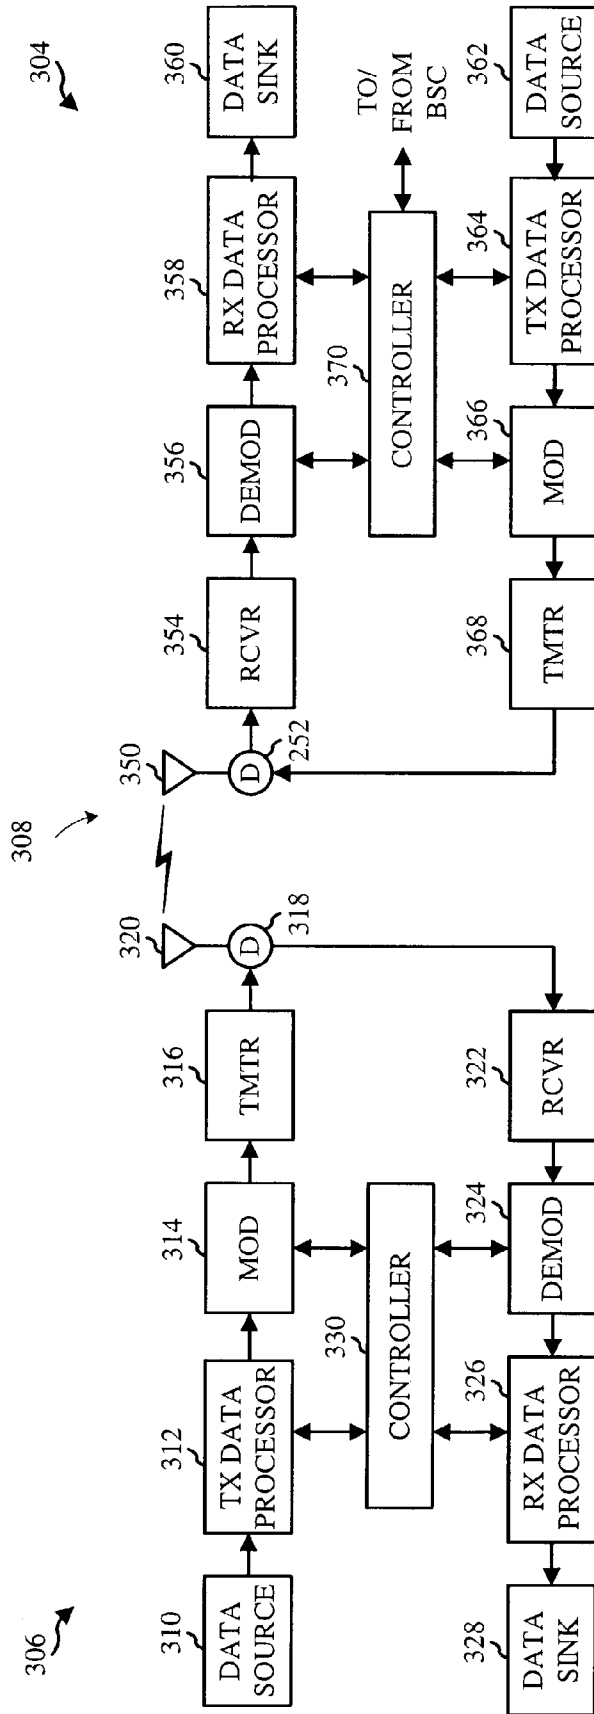 306
308
304
310
DATA
SOURCE
312
TX DATA
PROCESSOR
314
MOD
316
TMTR
320
D
318
350
D
252
354
RCVR
356
DEMOD
358
RX DATA
PROCESSOR
360
DATA
SINK
330
CONTROLLER
370
CONTROLLER
TO/
FROM
BSC
328
DATA
SINK
326
RX DATA
PROCESSOR
324
DEMOD
322
RCVR
368
TMTR
366
MOD
364
TX DATA
PROCESSOR
362
DATA
SOURCE